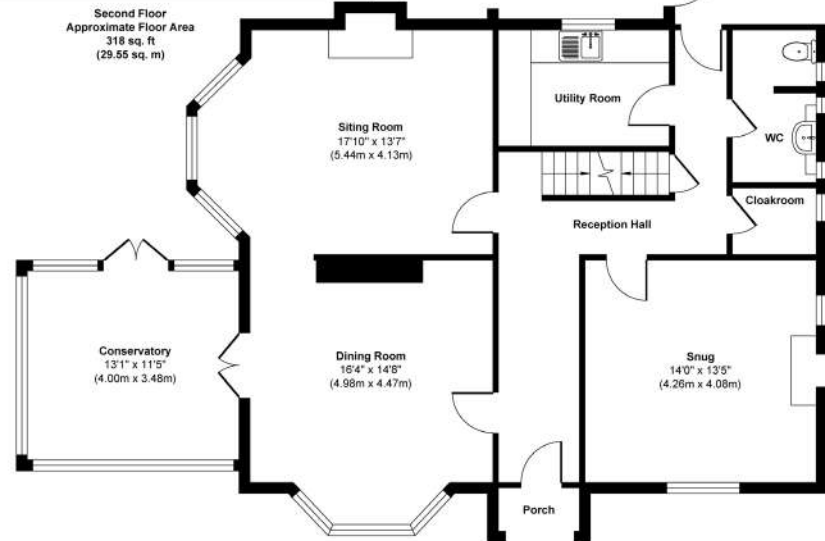 Second Floor
Approximate Floor Area
318 sq. ft
(29.55 sq. m)
Siting Room
17'10" x 13'7"
(5.44m x 4.13m)
Utility Room
WC
Cloakroom
Reception Hall
Conservatory
13'1" x 11'5"
(4.00m x 3.48m)
Dining Room
16'4" x 14'8"
(4.98m x 4.47m)
Snug
14'0" x 13'5"
(4.26m x 4.08m)
Porch